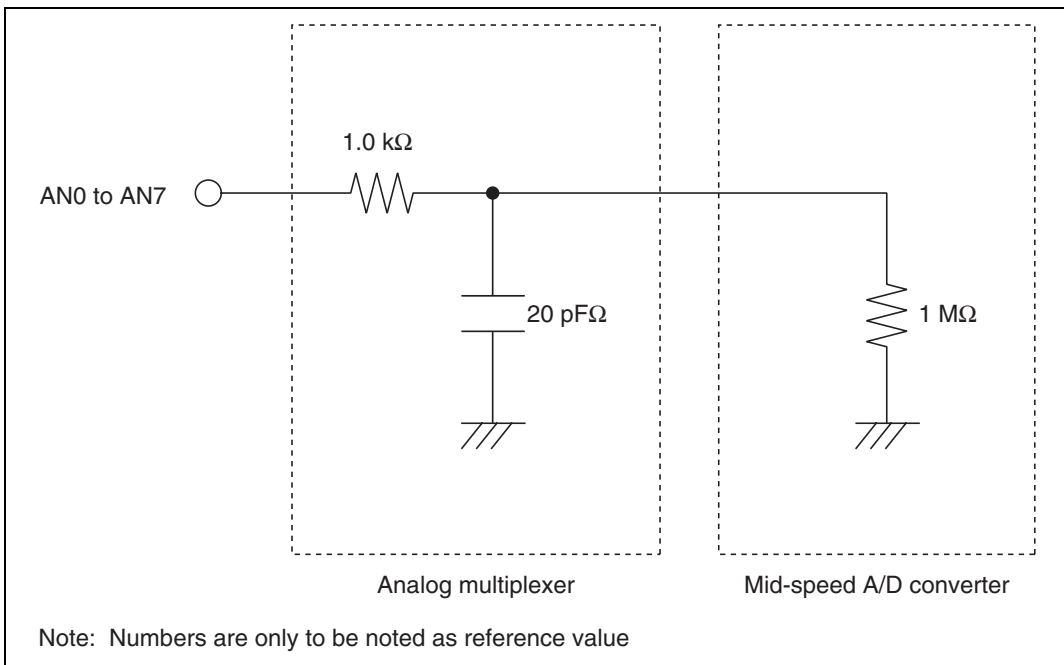 1.0 kΩ
AN0 to AN7
20 pFΩ
1 MΩ
Analog multiplexer
Mid-speed A/D converter
Note: Numbers are only to be noted as reference value